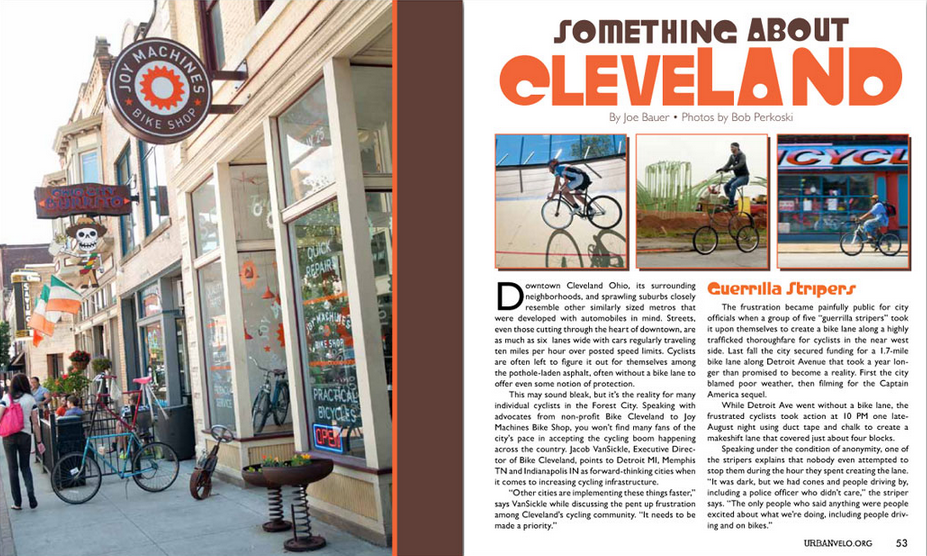 JOY MACHINES
BIKE SHOP
BURRITO
QUICK
REPAIRS
JOY MACHINES
BIKE SHOP
PRACTICAL
BICYCLES
OPEN
SOMETHING ABOUT
CLEVELAND
By Joe Bauer • Photos by Bob Perkoski
ICYCL
Downtown Cleveland Ohio, its surrounding
neighborhoods, and sprawling suburbs closely
resemble other similarly sized metros that
were developed with automobiles in mind. Streets,
even those cutting through the heart of downtown, are
as much as six lanes wide with cars regularly traveling
ten miles per hour over posted speed limits. Cyclists
are often left to figure it out for themselves among
the pothole-laden asphalt, often without a bike lane to
offer even some notion of protection.
This may sound bleak, but it's the reality for many
individual cyclists in the Forest City. Speaking with
advocates from non-profit Bike Cleveland to Joy
Machines Bike Shop, you won't find many fans of the
city's pace in accepting the cycling boom happening
across the country. Jacob VanSickle, Executive Direc-
tor of Bike Cleveland, points to Detroit MI, Memphis
TN and Indianapolis IN as forward-thinking cities when
it comes to increasing cycling infrastructure.
"Other cities are implementing these things faster,"
says VanSickle while discussing the pent up frustration
among Cleveland's cycling community. "It needs to be
made a priority."
Guerrilla Stripers
The frustration became painfully public for city
officials when a group of five "guerrilla stripers" took
it upon themselves to create a bike lane along a highly
trafficked thoroughfare for cyclists in the near west
side. Last fall the city secured funding for a 1.7-mile
bike lane along Detroit Avenue that took a year lon-
ger than promised to become a reality. First the city
blamed poor weather, then filming for the Captain
America sequel.
While Detroit Ave went without a bike lane, the
frustrated cyclists took action at 10 PM one late-
August night using duct tape and chalk to create a
makeshift lane that covered just about four blocks.
Speaking under the condition of anonymity, one of
the stripers explains that nobody even attempted to
stop them during the hour they spent creating the lane.
"It was dark, but we had cones and people driving by,
including a police officer who didn't care," the striper
says. "The only people who said anything were people
excited about what we're doing, including people driv-
ing and on bikes."
URBANVELO.ORG 53